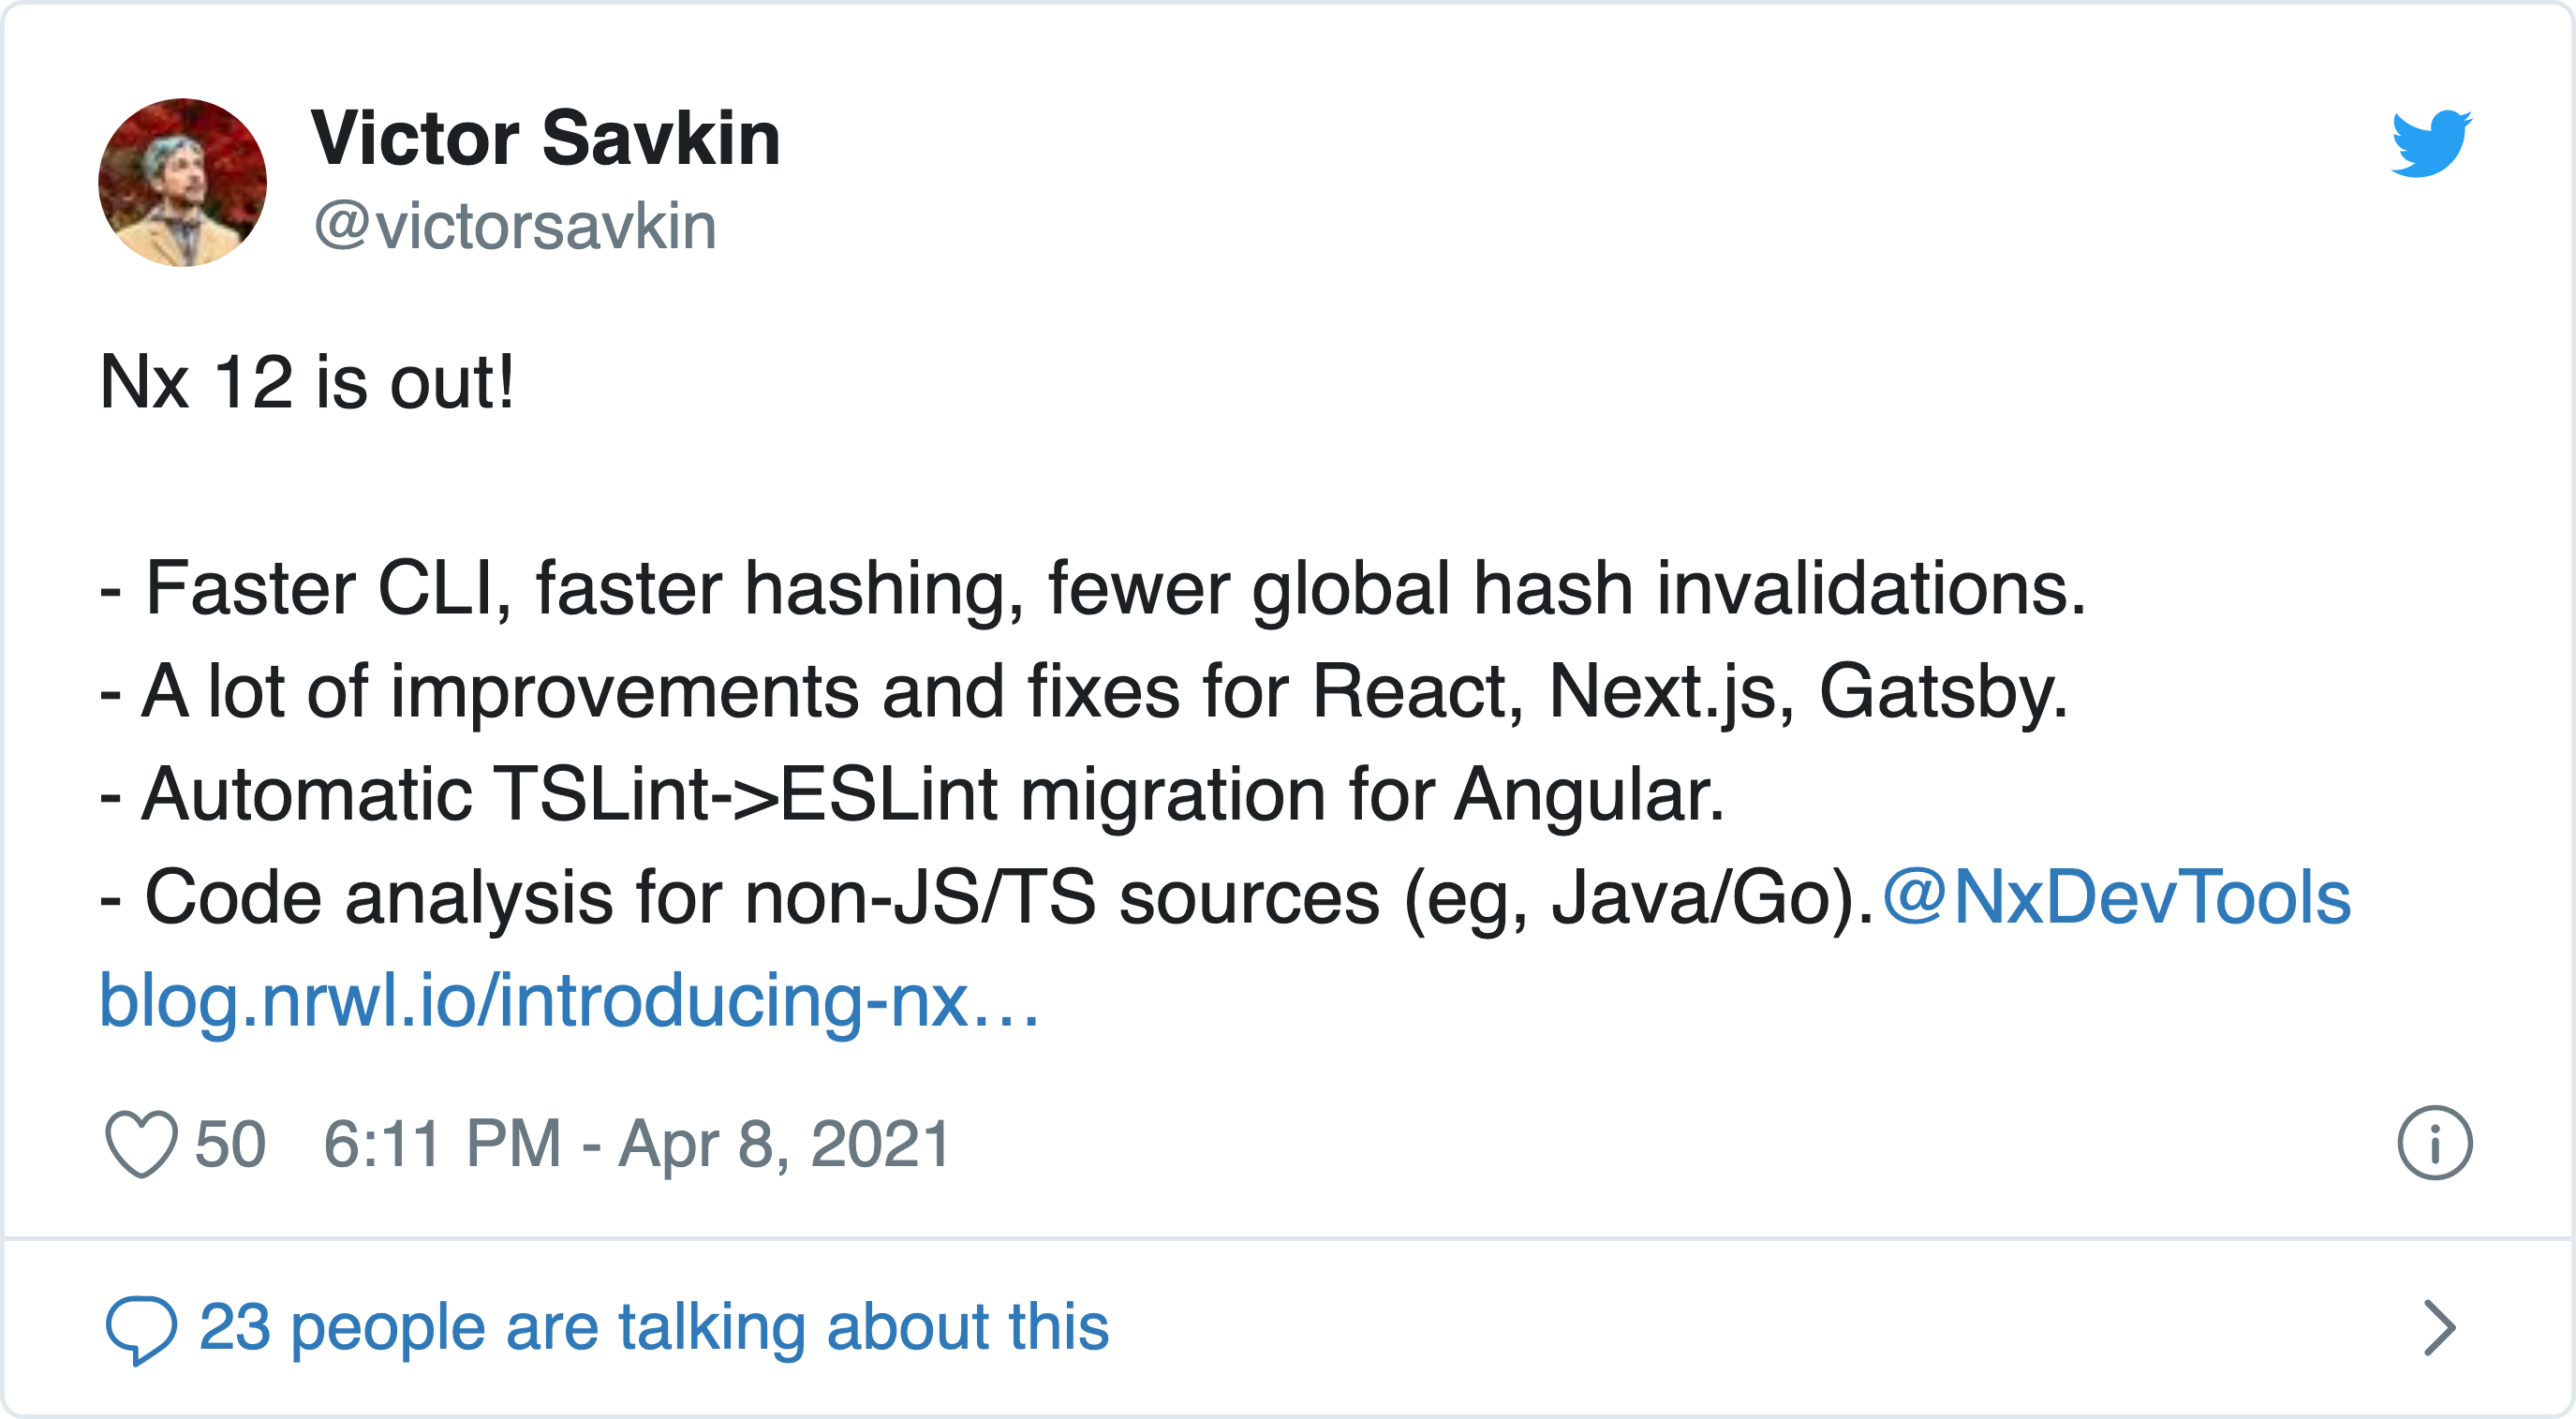 Victor Savkin
@victorsavkin
Nx 12 is out!
- Faster CLI, faster hashing, fewer global hash invalidations.
- A lot of improvements and fixes for React, Next.js, Gatsby.
- Automatic TSLint->ESLint migration for Angular.
- Code analysis for non-JS/TS sources (eg, Java/Go).@NxDevTools
blog.nrwl.io/introducing-nx…
50 6:11 PM - Apr 8, 2021
23 people are talking about this